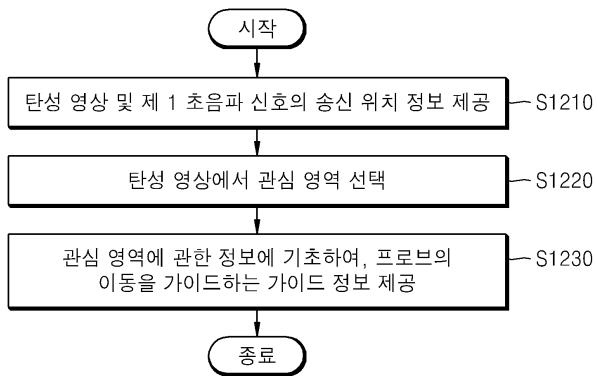 시작
탄성 영상 및 제 1 초음파 신호의 송신 위치 정보 제공
S1210
탄성 영상에서 관심 영역 선택
S1220
관심 영역에 관한 정보에 기초하여, 프로브의
이동을 가이드하는 가이드 정보 제공
S1230
종료